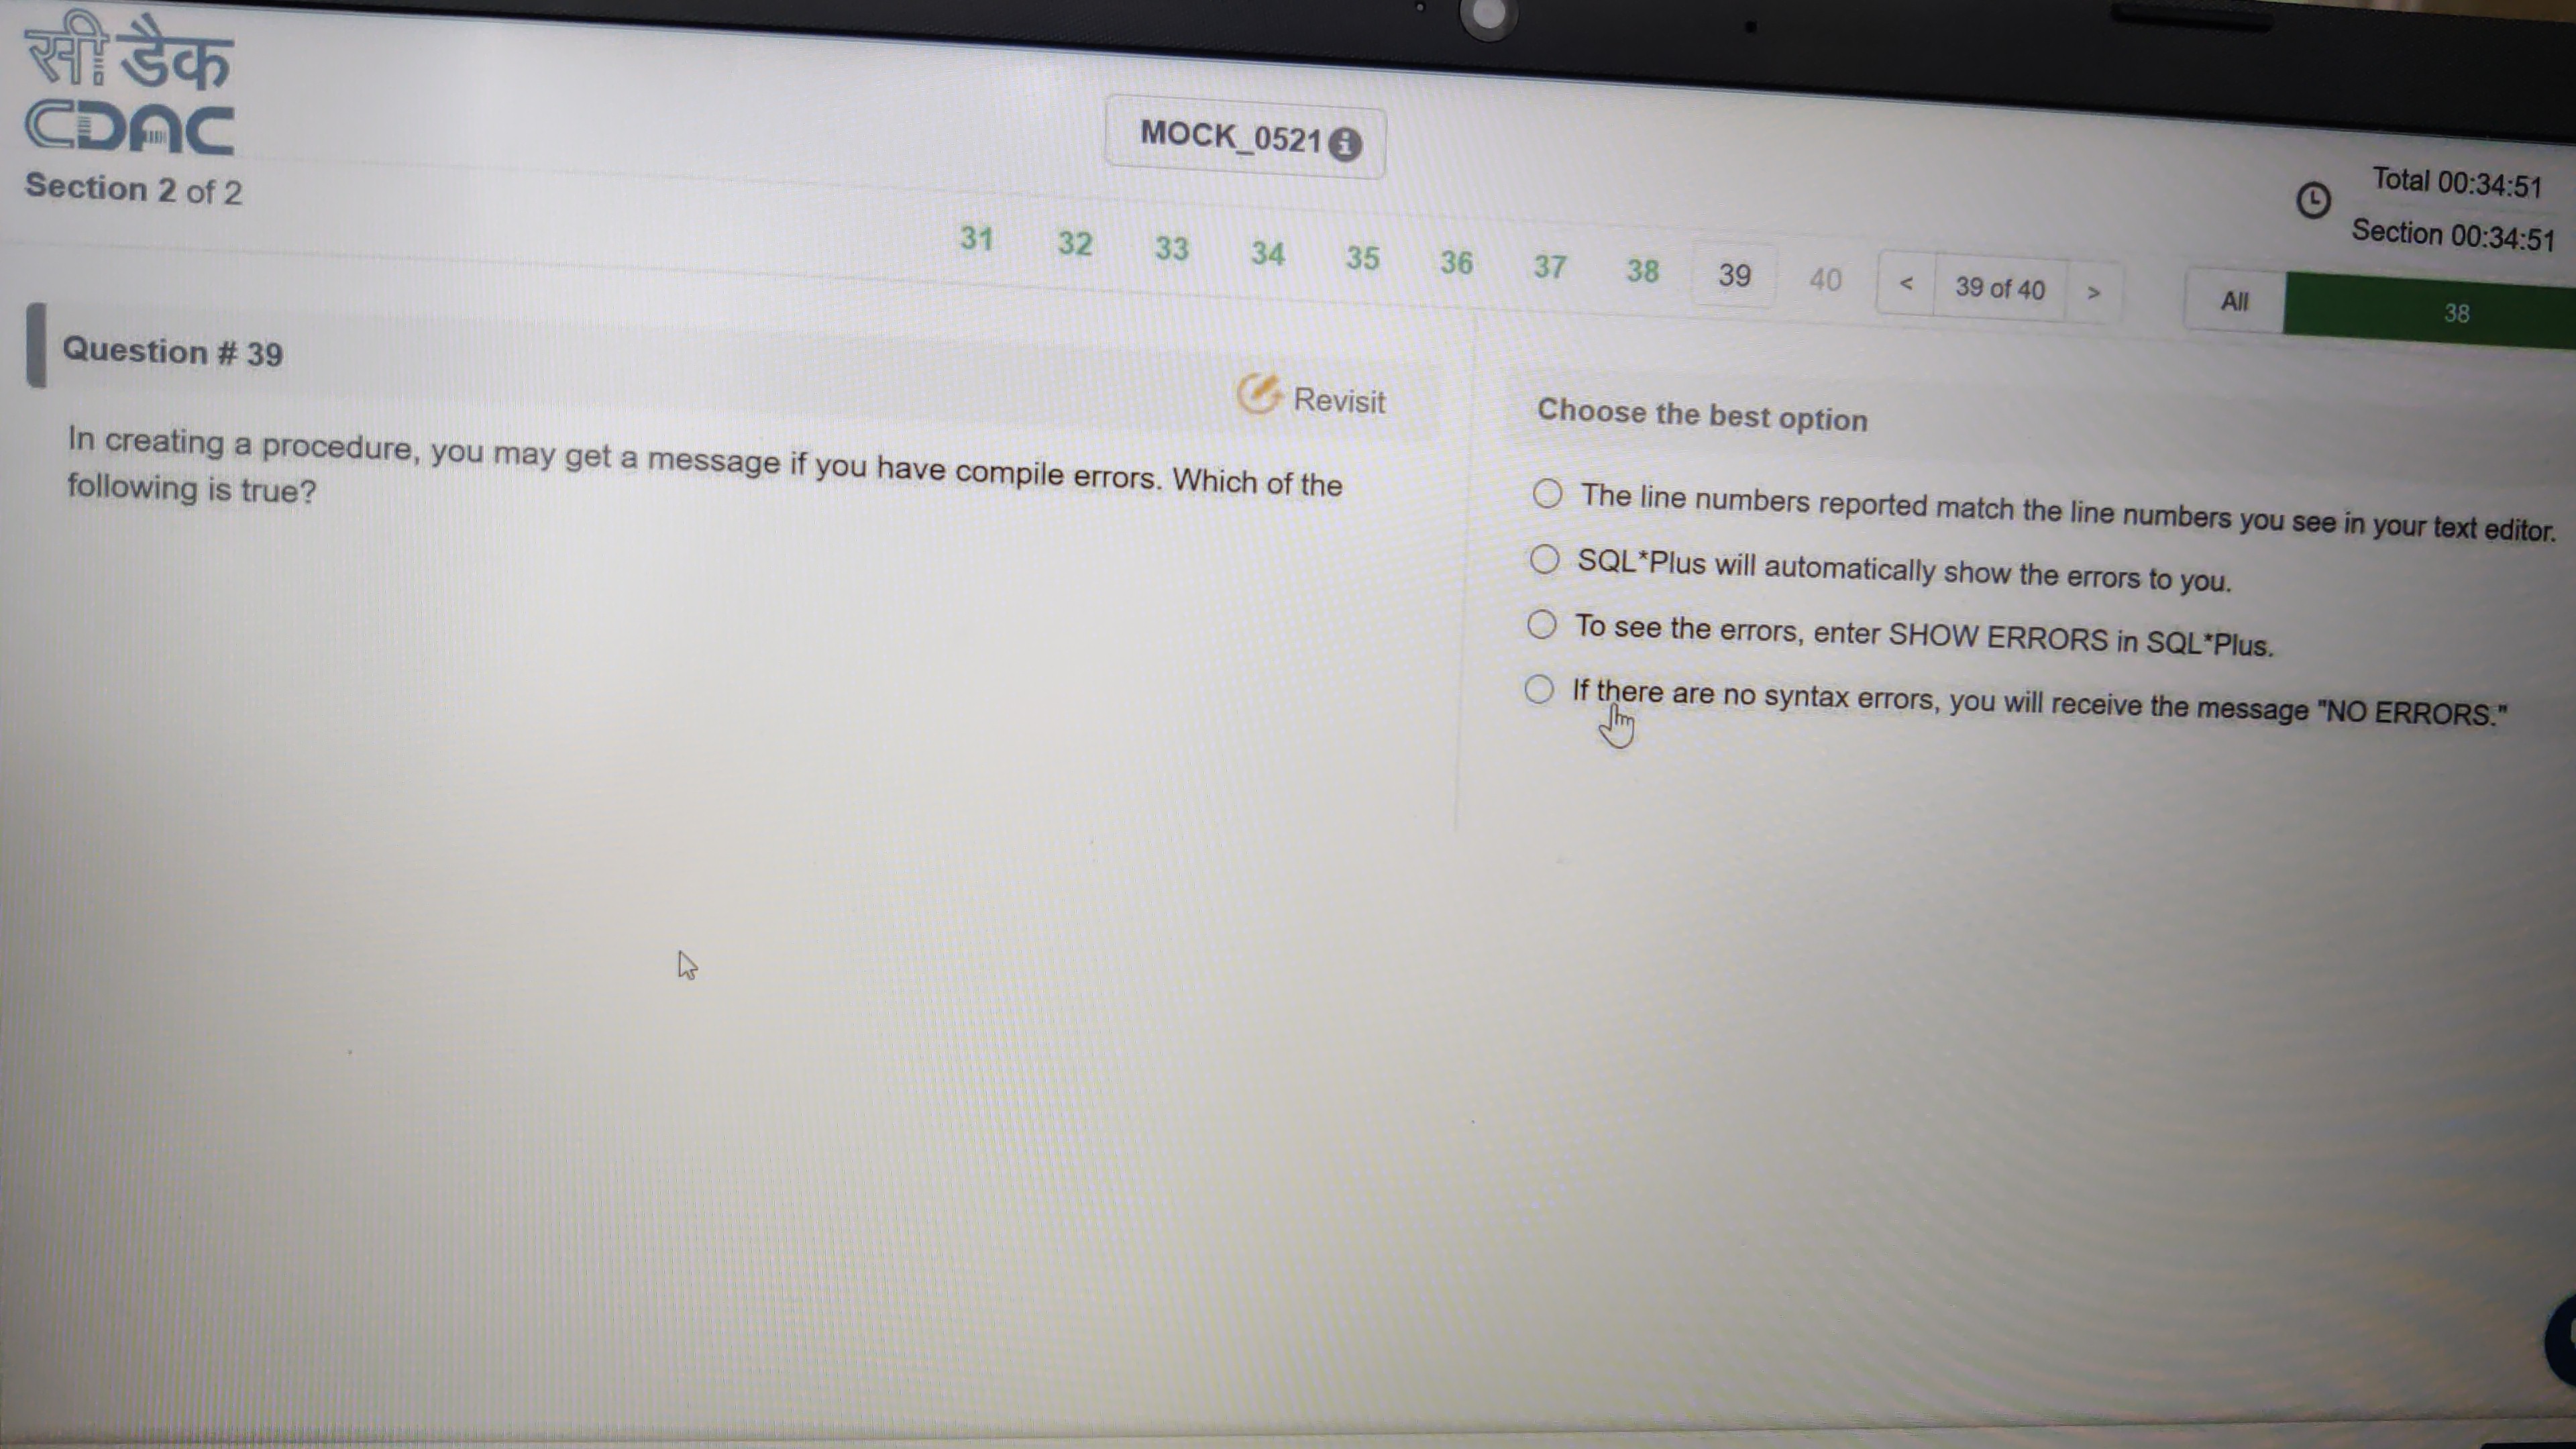 सी डैक
CDAC
MOCK_0521
Section 2 of 2
Total 00:34:51
Section 00:34:51
31 32 33 34 35 36 37 38 39 40 < 39 of 40 > All 38
Question # 39
Revisit
In creating a procedure, you may get a message if you have compile errors. Which of the
following is true?
Choose the best option
The line numbers reported match the line numbers you see in your text editor.
SQL*Plus will automatically show the errors to you.
To see the errors, enter SHOW ERRORS in SQL*Plus.
If there are no syntax errors, you will receive the message "NO ERRORS."